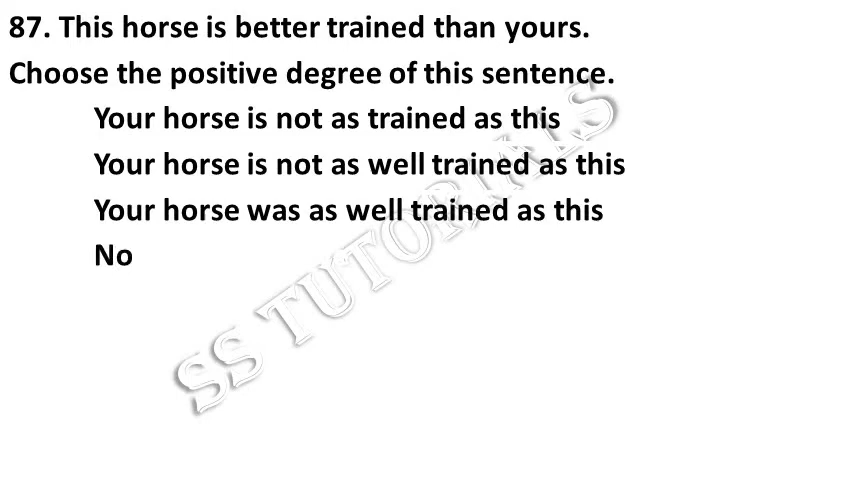 87. This horse is better trained than yours.
Choose the positive degree of this sentence.
Your horse is not as trained as this
Your horse is not as well trained as this
Your horse was as well trained as this
No
SS TUTORIALS